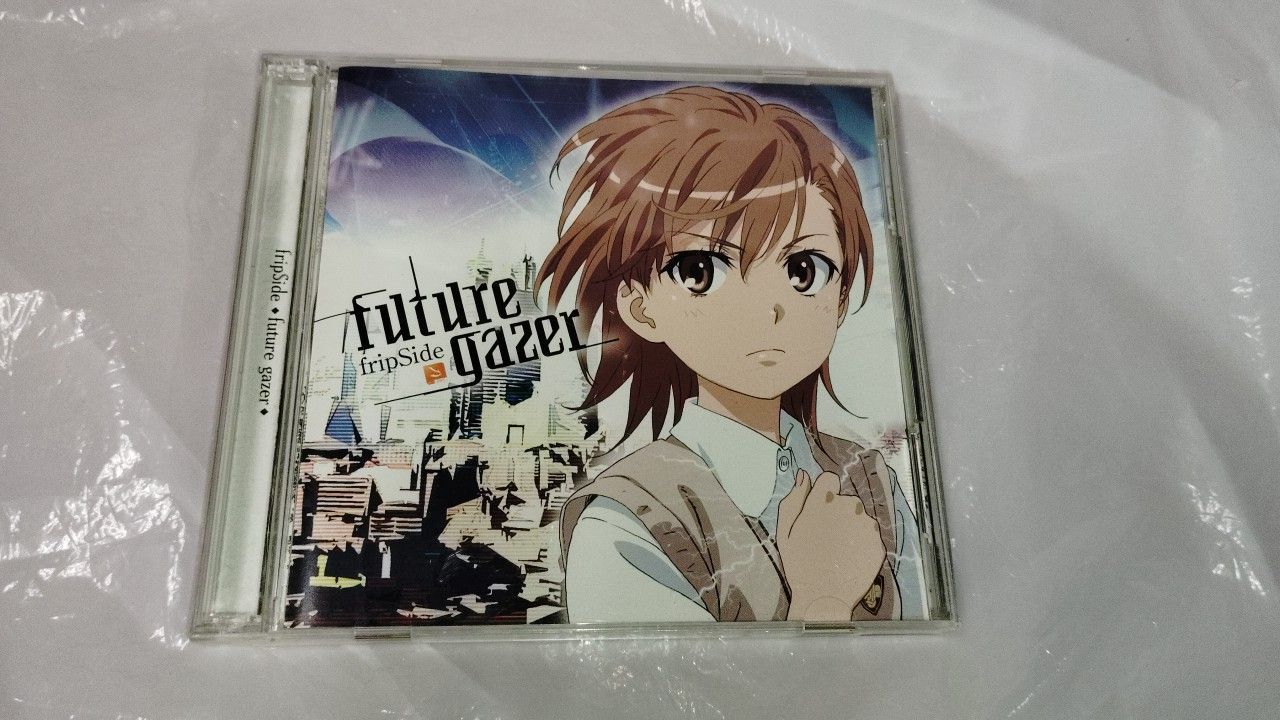 future
fripSide gazer
fripSide ◆ future gazer◆